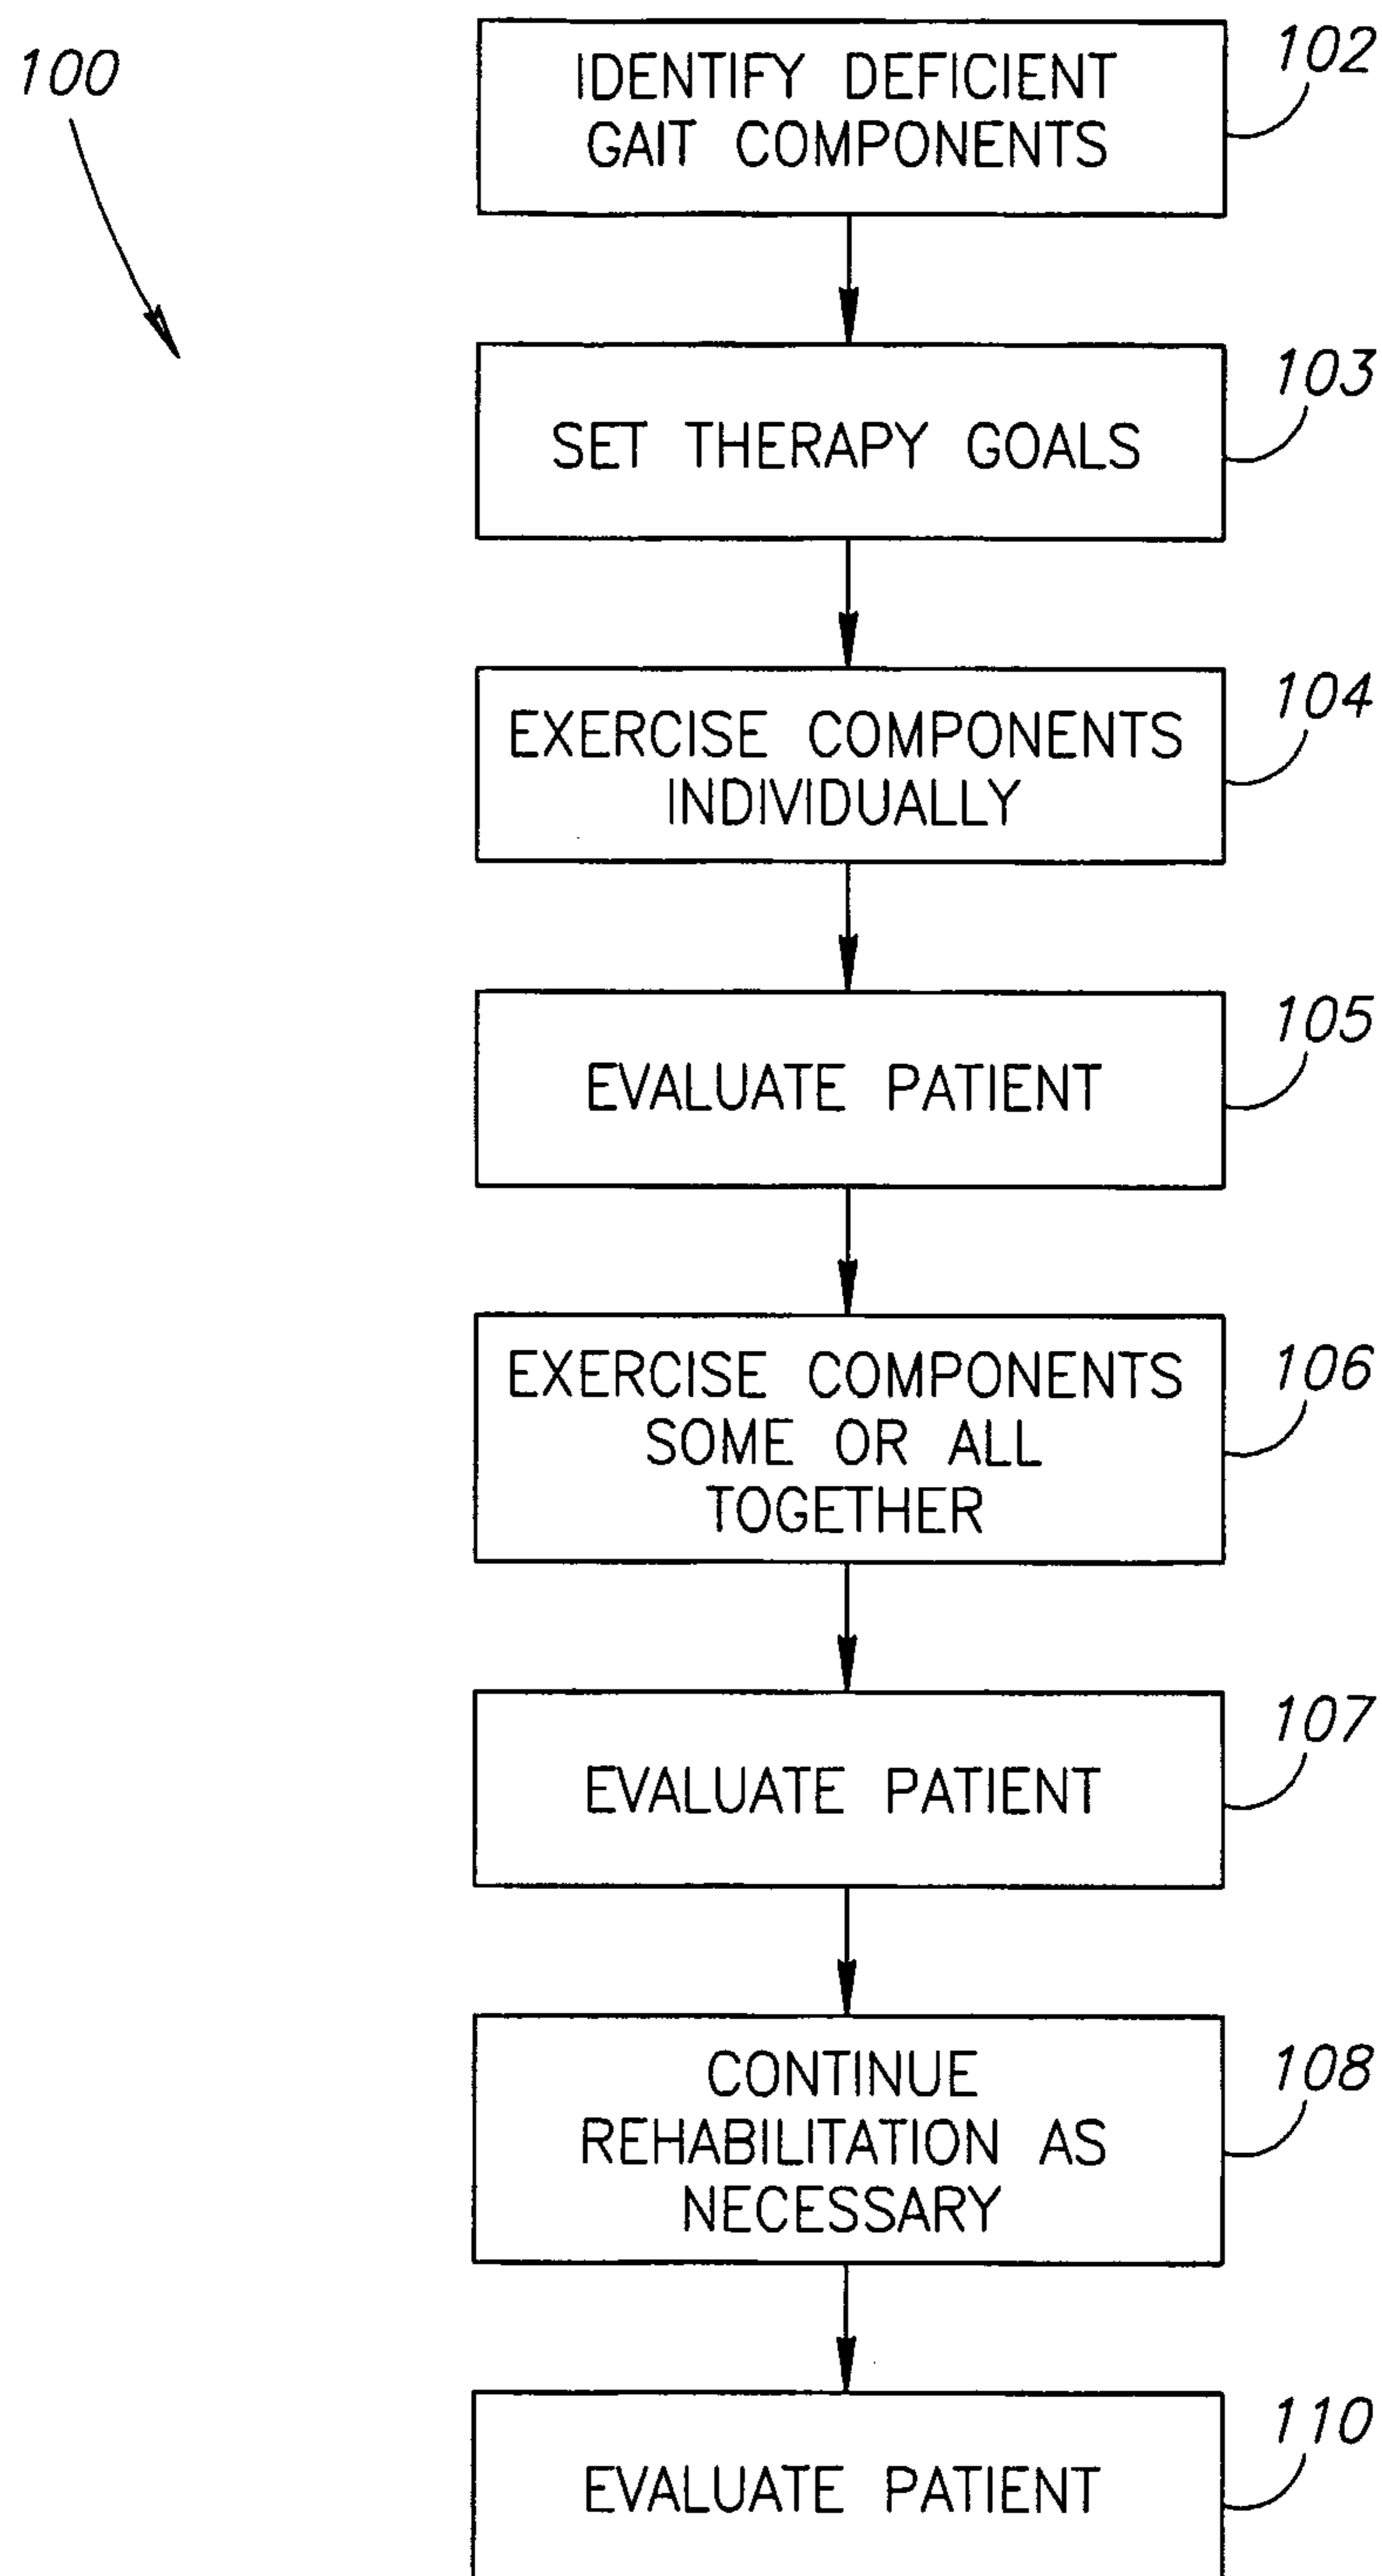 100
IDENTIFY DEFICIENT
GAIT COMPONENTS
102
SET THERAPY GOALS
103
EXERCISE COMPONENTS
INDIVIDUALLY
104
EVALUATE PATIENT
105
EXERCISE COMPONENTS
SOME OR ALL
TOGETHER
106
EVALUATE PATIENT
107
CONTINUE
REHABILITATION AS
NECESSARY
108
EVALUATE PATIENT
110